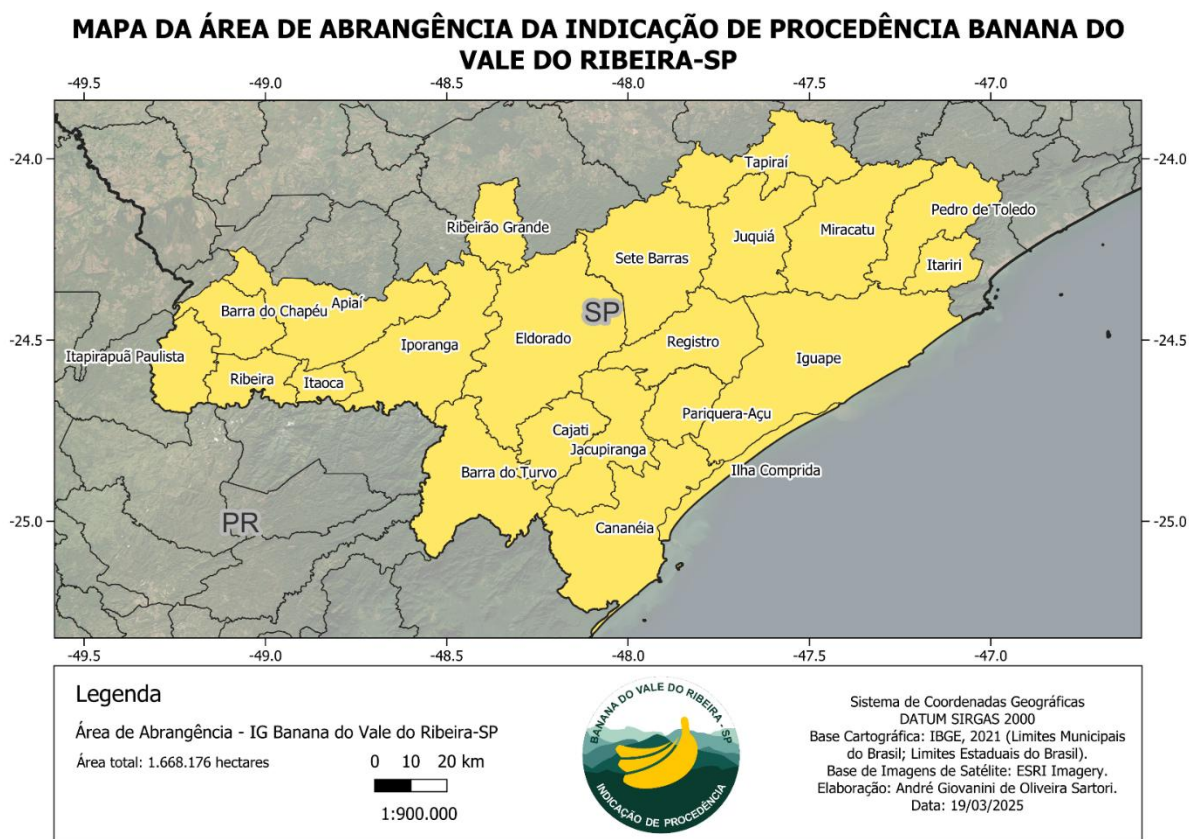 MAPA DA ÁREA DE ABRANGÊNCIA DA INDICAÇÃO DE PROCEDÊNCIA BANANA DO
VALE DO RIBEIRA-SP
-49.5 -49.0 -48.5 -48.0 -47.5 -47.0
-24.0 -24.0
Tapiraí
Pedro de Toledo
Ribeirão Grande
Juquiá
Miracatu
Sete Barras
Itariri
Apiaí
Barra do Chapéu
SP
Eldorado
Iporanga
Registro
-24.5 -24.5
Itapirapuã Paulista
Iguape
Ribeira
Itaoca
Pariquera-Açu
Cajati
Jacupiranga
Barra do Turvo
Ilha Comprida
-25.0 -25.0
PR
Cananéia
-49.5 -49.0 -48.5 -48.0 -47.5 -47.0
Legenda
Área de Abrangência - IG Banana do Vale do Ribeira-SP
Área total: 1.668.176 hectares
0 10 20 km
1:900.000
BANANA DO VALE DO RIBEIRA - SP
INDICAÇÃO DE PROCEDÊNCIA
Sistema de Coordenadas Geográficas
DATUM SIRGAS 2000
Base Cartográfica: IBGE, 2021 (Limites Municipais
do Brasil; Limites Estaduais do Brasil).
Base de Imagens de Satélite: ESRI Imagery.
Elaboração: André Giovanini de Oliveira Sartori.
Data: 19/03/2025